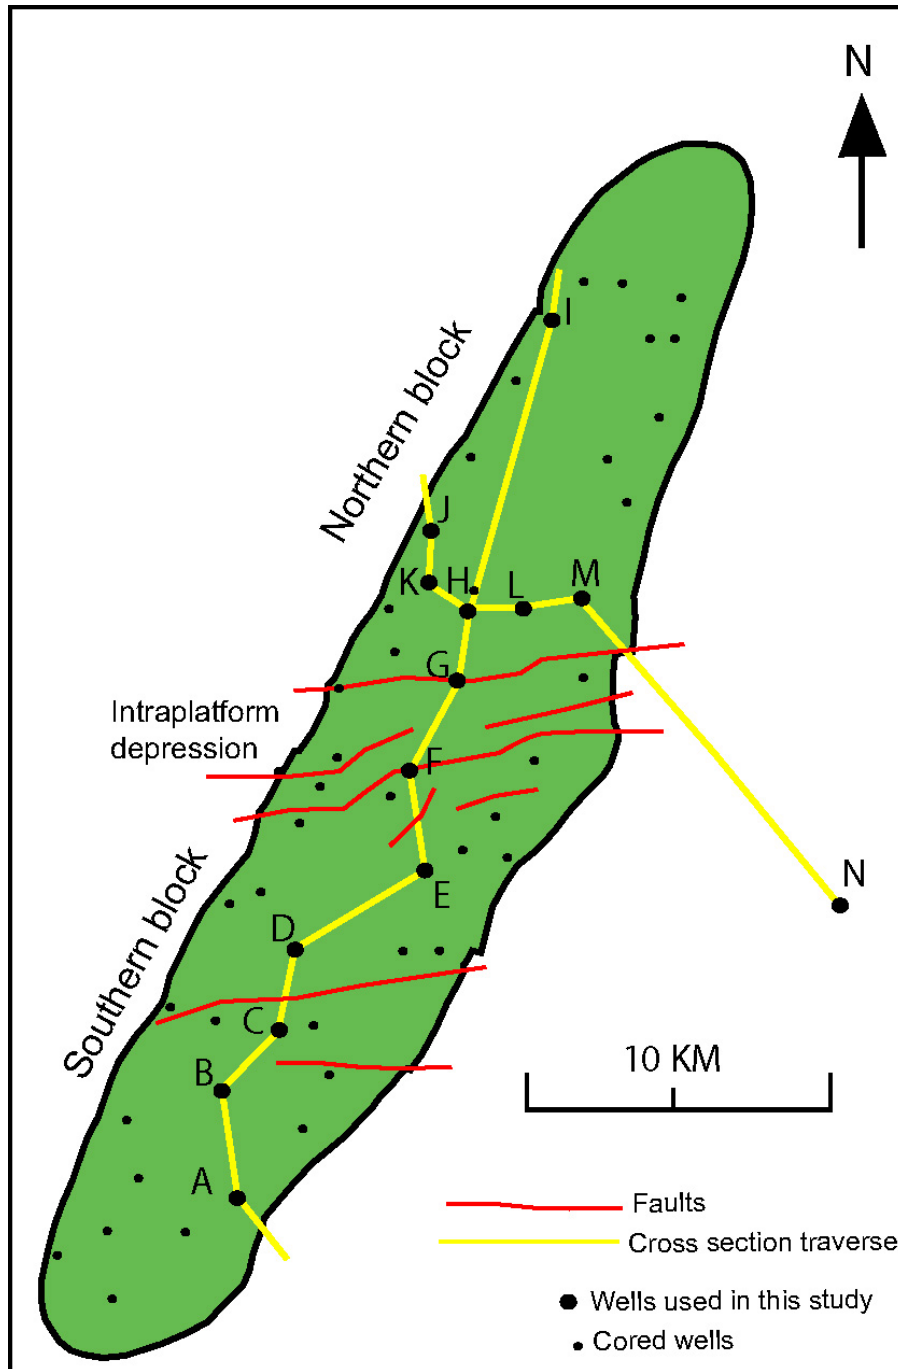 N
I
Northern block
J
K
H
L
M
G
Intraplatform
depression
F
E
N
D
Southern block
C
10 KM
B
A
Faults
Cross section traverse
Wells used in this study
Cored wells